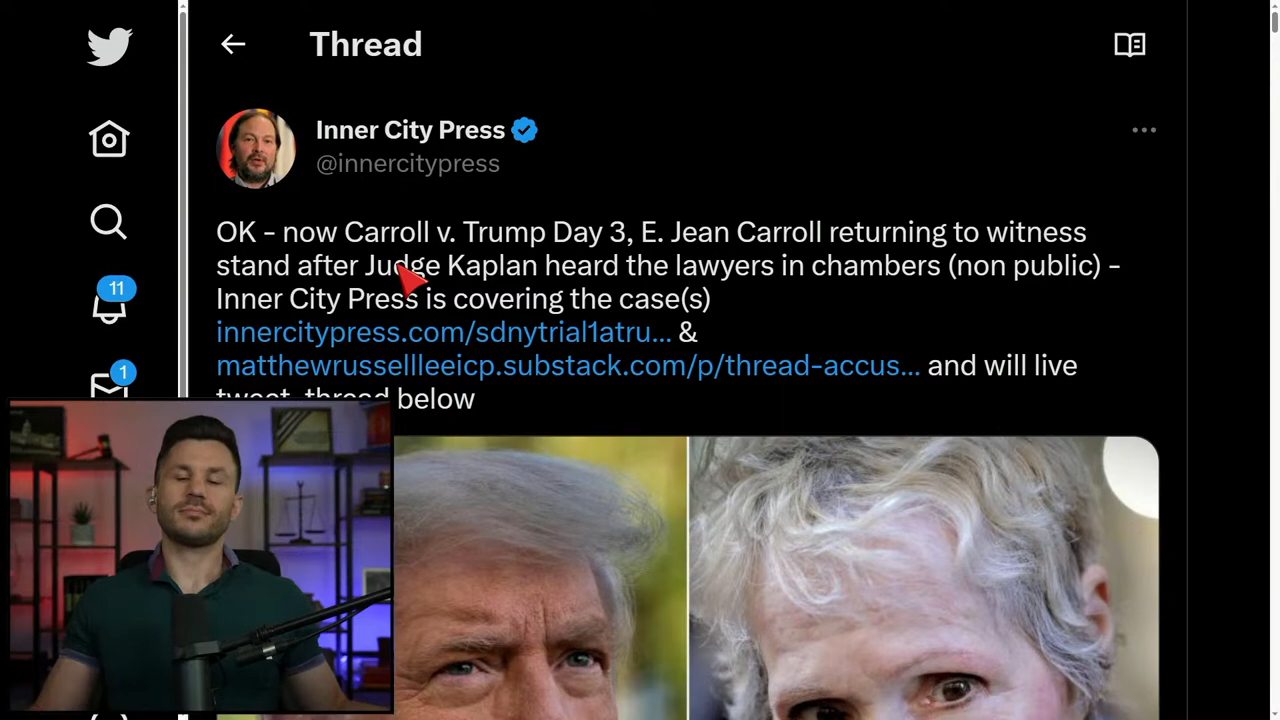 Thread
Inner City Press
@innercitypress
OK - now Carroll v. Trump Day 3, E. Jean Carroll returning to witness
stand after Judge Kaplan heard the lawyers in chambers (non public) -
Inner City Press is covering the case(s)
innercitypress.com/sdnytrial1atru... &
matthewrussellleeicp.substack.com/p/thread-accus... and will live
tweet, thread below
11
1